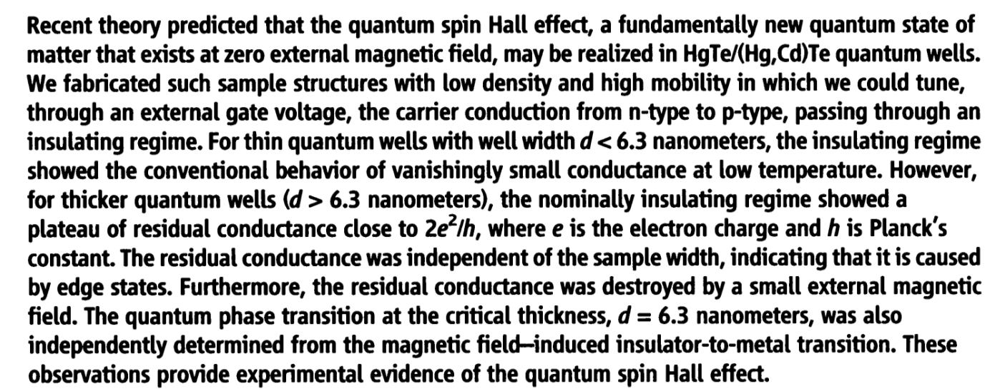 Recent theory predicted that the quantum spin Hall effect, a fundamentally new quantum state of
matter that exists at zero external magnetic field, may be realized in HgTe/(Hg,Cd)Te quantum wells.
We fabricated such sample structures with low density and high mobility in which we could tune,
through an external gate voltage, the carrier conduction from n-type to p-type, passing through an
insulating regime. For thin quantum wells with well width d < 6.3 nanometers, the insulating regime
showed the conventional behavior of vanishingly small conductance at low temperature. However,
for thicker quantum wells (d > 6.3 nanometers), the nominally insulating regime showed a
plateau of residual conductance close to 2e²/h, where e is the electron charge and h is Planck’s
constant. The residual conductance was independent of the sample width, indicating that it is caused
by edge states. Furthermore, the residual conductance was destroyed by a small external magnetic
field. The quantum phase transition at the critical thickness, d = 6.3 nanometers, was also
independently determined from the magnetic field–induced insulator-to-metal transition. These
observations provide experimental evidence of the quantum spin Hall effect.